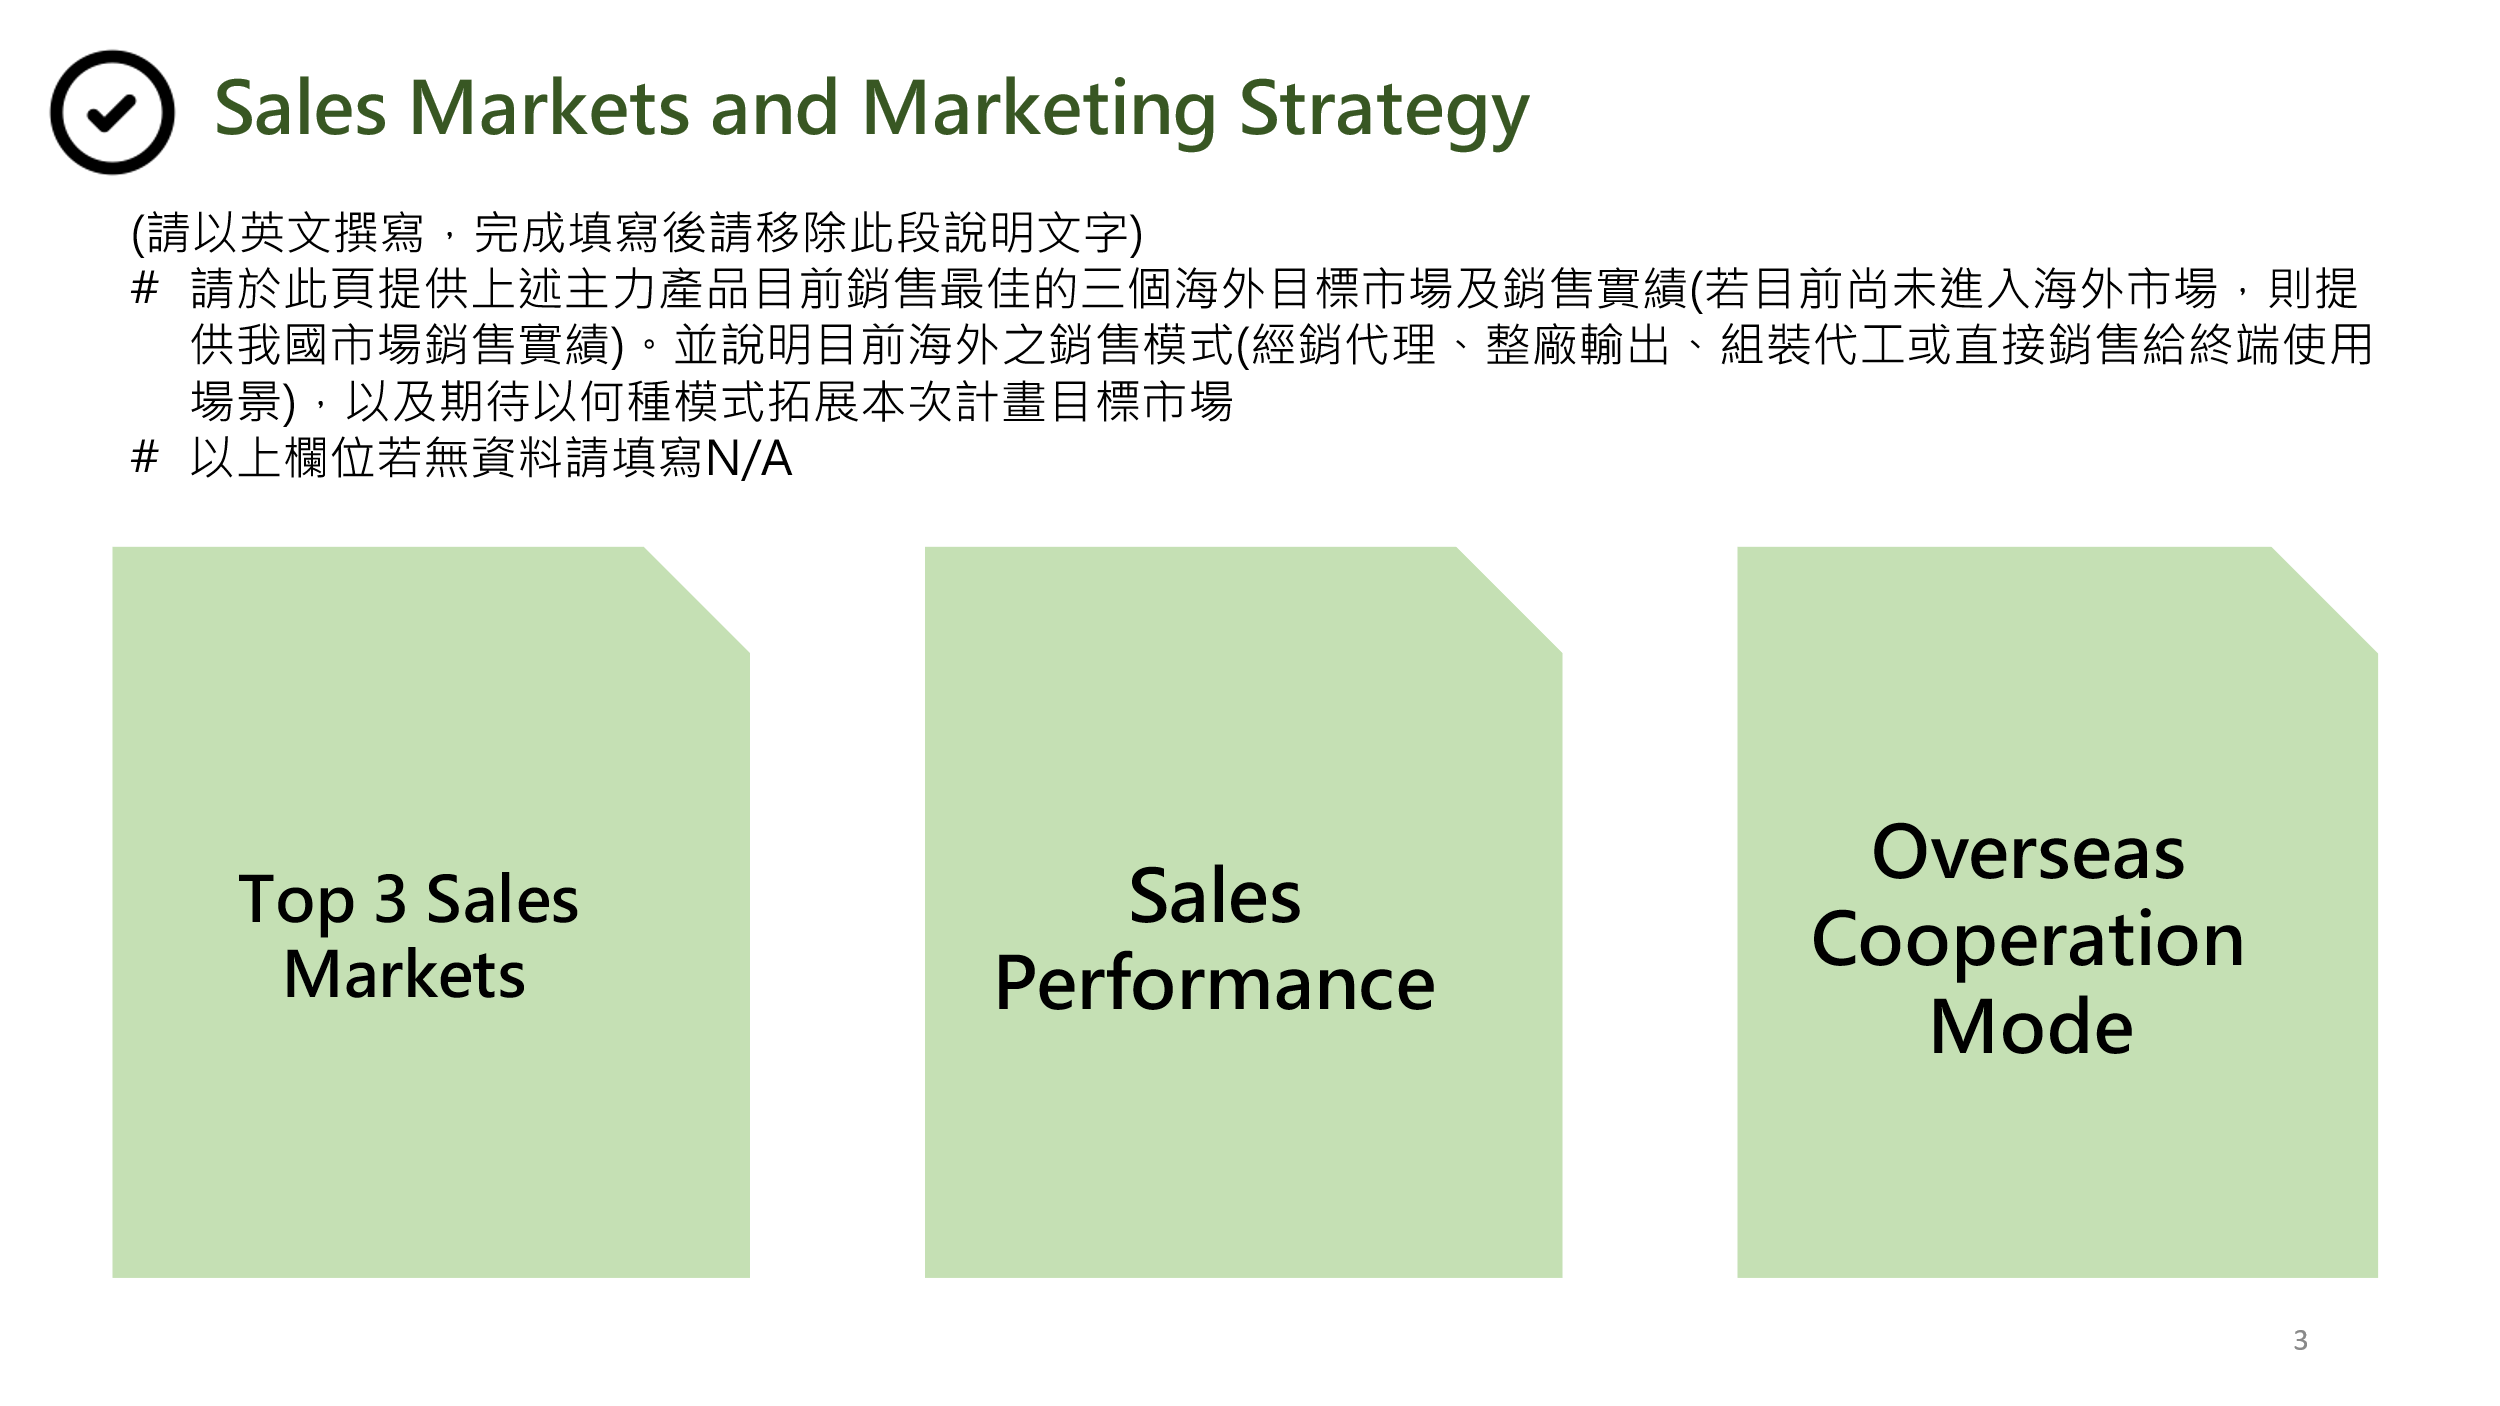 Sales Markets and Marketing Strategy
(請以英文撰寫，完成填寫後請移除此段說明文字)
# 請於此頁提供上述主力產品目前銷售最佳的三個海外目標市場及銷售實績(若目前尚未進入海外市場，則提
供我國市場銷售實績)。並說明目前海外之銷售模式(經銷代理、整廠輸出、組裝代工或直接銷售給終端使用
場景)，以及期待以何種模式拓展本次計畫目標市場
# 以上欄位若無資料請填寫N/A
Top 3 Sales
Markets
Sales
Performance
Overseas
Cooperation
Mode
3